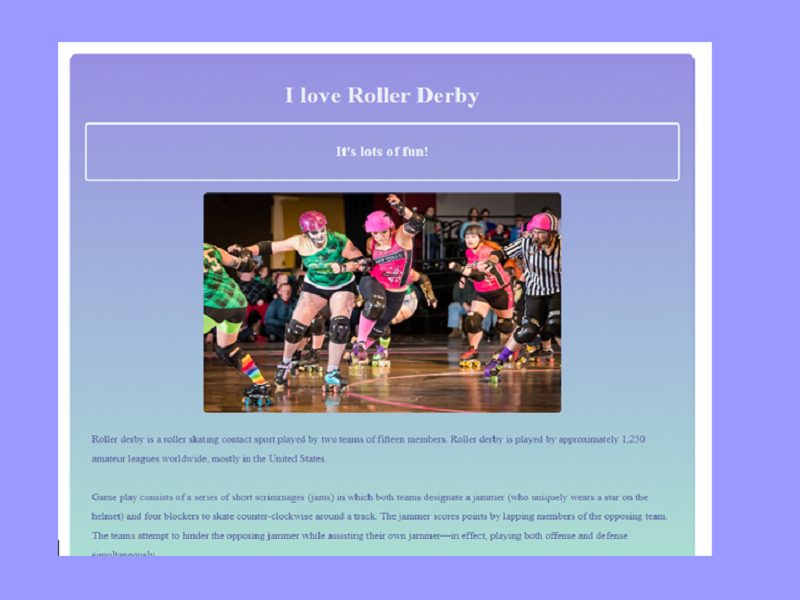 I love Roller Derby
It's lots of fun!
Roller derby is a roller skating contact sport played by two teams of fifteen members. Roller derby is played by approximately 1,250
amateur leagues worldwide, mostly in the United States.
Game play consists of a series of short scrimmages (jams) in which both teams designate a jammer (who uniquely wears a star on the
helmet) and four blockers to skate counter-clockwise around a track. The jammer scores points by lapping members of the opposing team.
The teams attempt to hinder the opposing jammer while assisting their own jammer—in effect, playing both offense and defense
simultaneously.